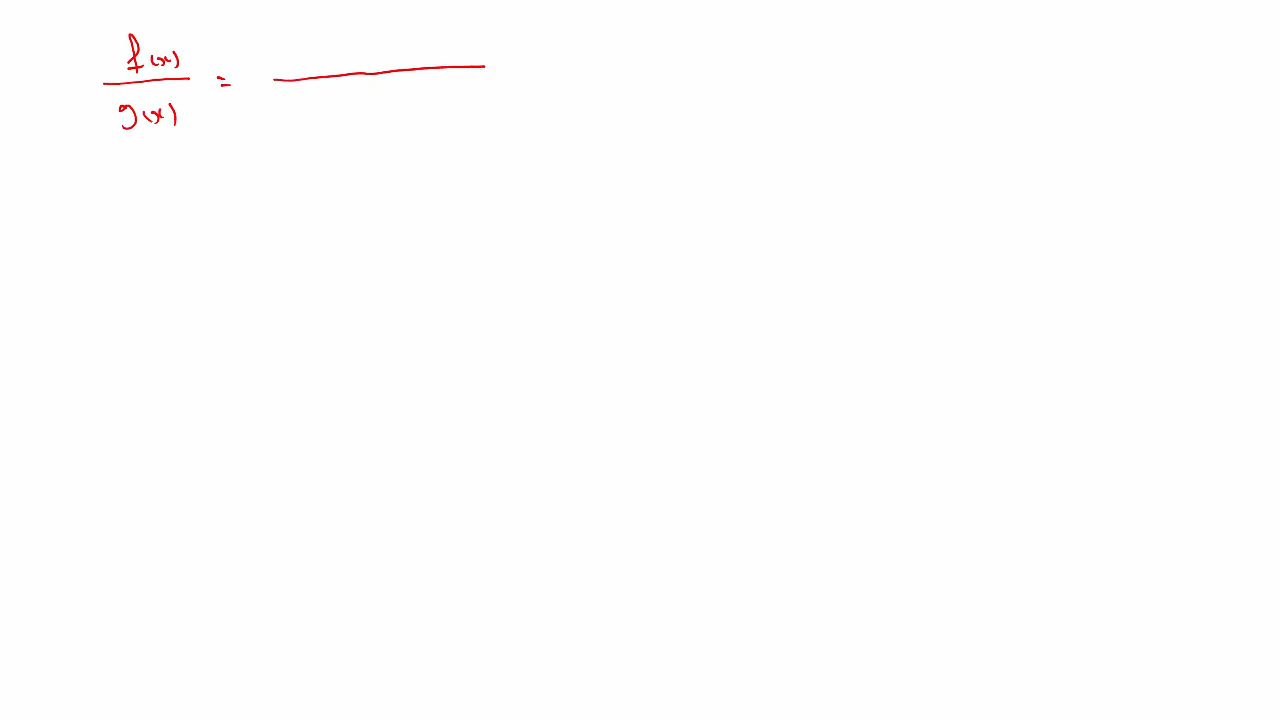 f(x)
g(x) =